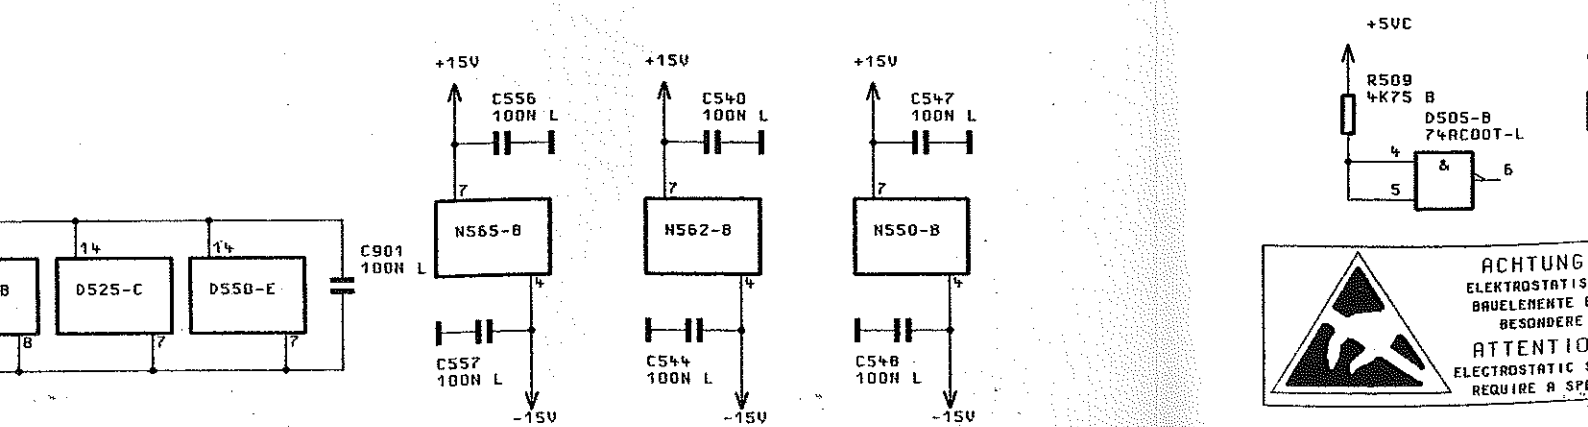 +5VC
R509
4K75 B
D505-B
74AC00T-L
4
5
&
6
+15V
C556
100N L
7
N565-B
4
C557
100N L
-15V
+15V
C540
100N L
7
N562-B
4
C544
100N L
-15V
+15V
C547
100N L
7
N550-B
4
C548
100N L
-15V
B
8
14
D525-C
7
14
D550-E
7
C901
100N L
ACHTUNG
ELEKTROSTATIS
BAUELEMENTE
BESONDERE
ATTENTIO
ELECTROSTATIC S
REQUIRE A SPE